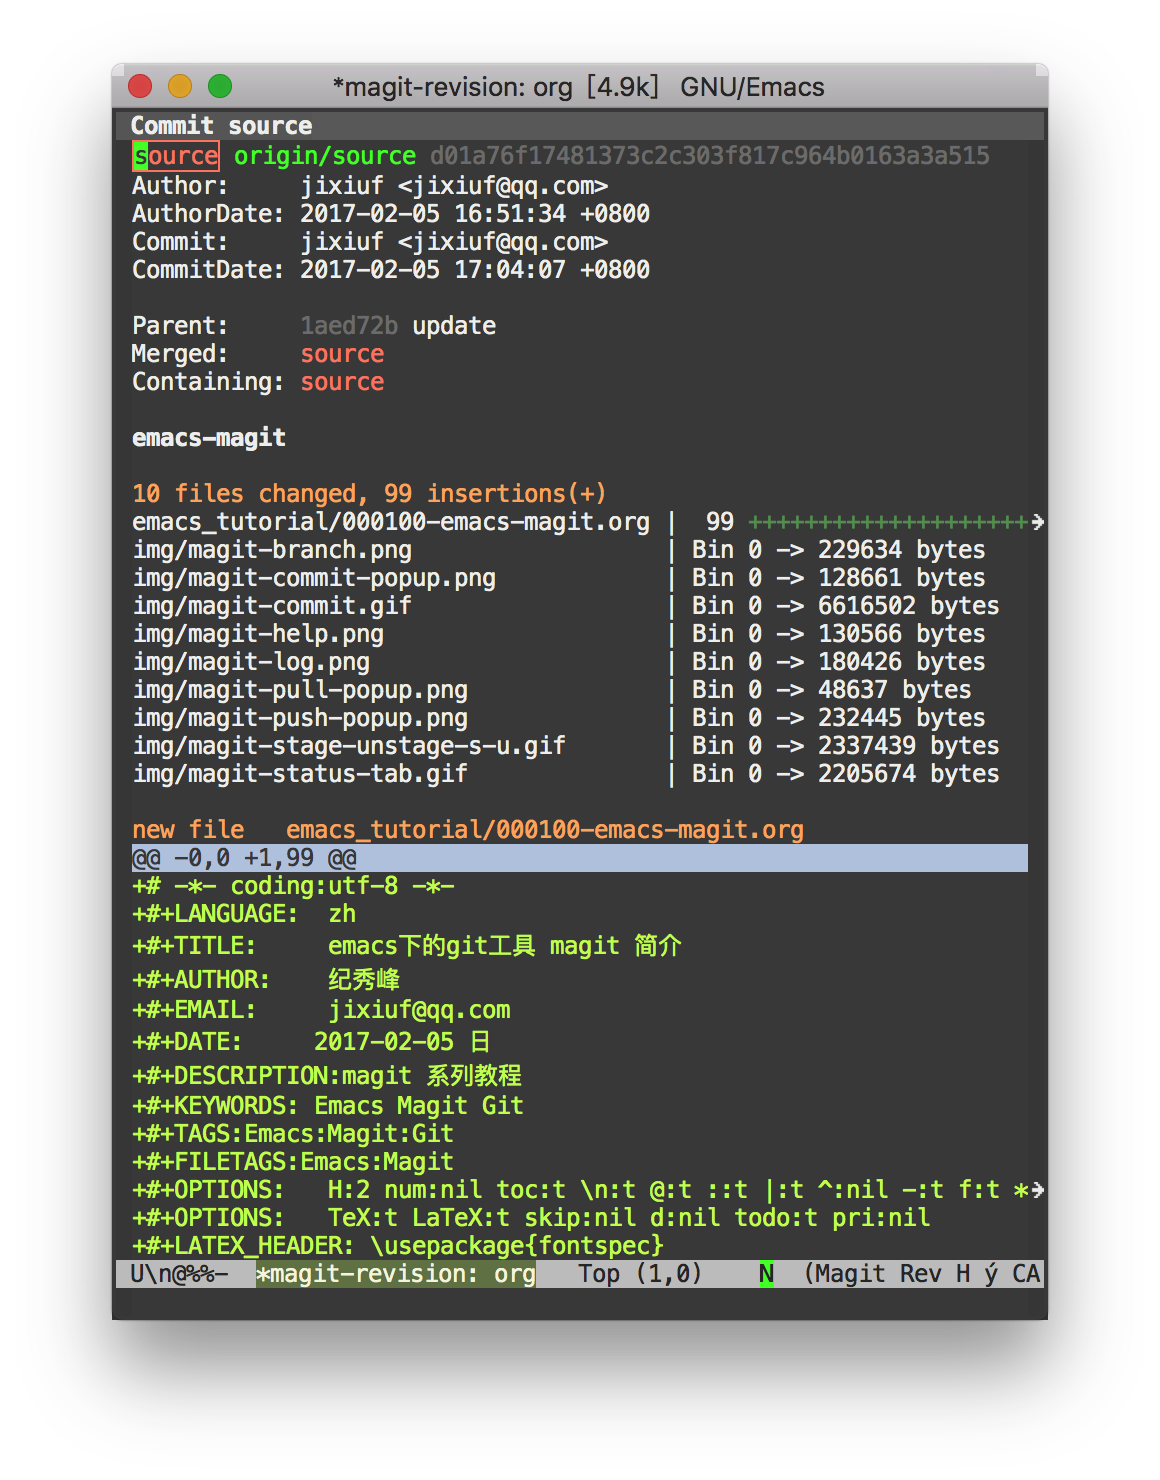 *magit-revision: org [4.9k] GNU/Emacs
Commit source
source origin/source d01a76f17481373c2c303f817c964b0163a3a515
Author:     jixiuf <jixiuf@qq.com>
AuthorDate: 2017-02-05 16:51:34 +0800
Commit:     jixiuf <jixiuf@qq.com>
CommitDate: 2017-02-05 17:04:07 +0800
Parent:     1aed72b update
Merged:     source
Containing: source
emacs-magit
10 files changed, 99 insertions(+)
emacs_tutorial/000100-emacs-magit.org |  99 ++++++++++++++++++++
img/magit-branch.png                  | Bin 0 -> 229634 bytes
img/magit-commit-popup.png            | Bin 0 -> 128661 bytes
img/magit-commit.gif                  | Bin 0 -> 6616502 bytes
img/magit-help.png                    | Bin 0 -> 130566 bytes
img/magit-log.png                     | Bin 0 -> 180426 bytes
img/magit-pull-popup.png              | Bin 0 -> 48637 bytes
img/magit-push-popup.png              | Bin 0 -> 232445 bytes
img/magit-stage-unstage-s-u.gif       | Bin 0 -> 2337439 bytes
img/magit-status-tab.gif              | Bin 0 -> 2205674 bytes
new file   emacs_tutorial/000100-emacs-magit.org
@@ -0,0 +1,99 @@
+# -*- coding:utf-8 -*-
+#+LANGUAGE:  zh
+#+TITLE:     emacs下的git工具 magit 简介
+#+AUTHOR:    纪秀峰
+#+EMAIL:     jixiuf@qq.com
+#+DATE:     2017-02-05 日
+#+DESCRIPTION:magit 系列教程
+#+KEYWORDS: Emacs Magit Git
+#+TAGS:Emacs:Magit:Git
+#+FILETAGS:Emacs:Magit
+#+OPTIONS:   H:2 num:nil toc:t \n:t @:t ::t |:t ^:nil -:t f:t *
+#+OPTIONS:   TeX:t LaTeX:t skip:nil d:nil todo:t pri:nil
+#+LATEX_HEADER: \usepackage{fontspec}
U\n@%%-  *magit-revision: org   Top (1,0)    N  (Magit Rev H ý CA